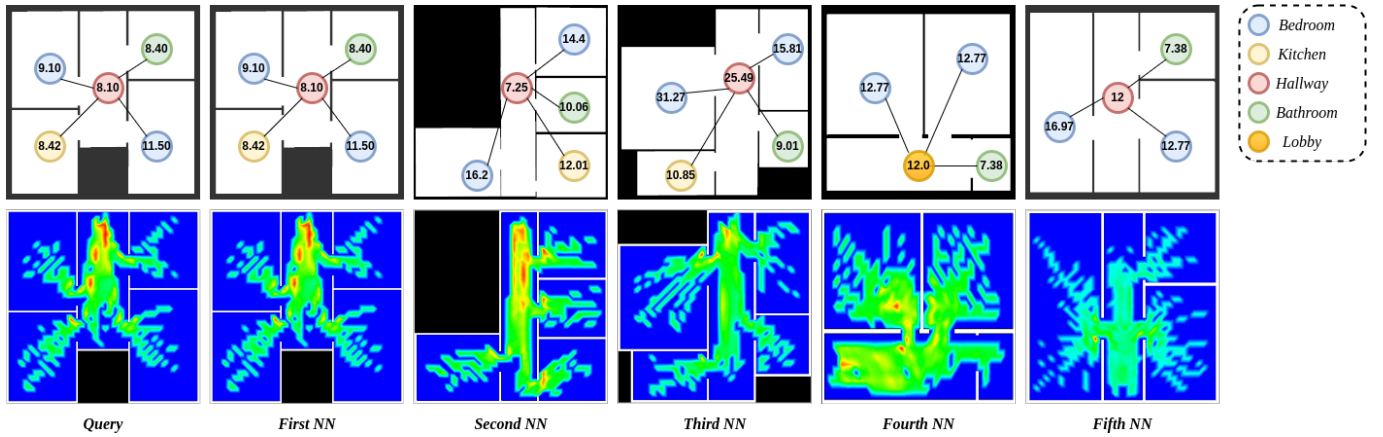 9.10
8.40
8.10
8.42
11.50
9.10
8.40
8.10
8.42
11.50
14.4
7.25
10.06
12.01
16.2
15.81
25.49
31.27
9.01
10.85
12.77
12.77
12.0
7.38
7.38
12
16.97
12.77
Bedroom
Kitchen
Hallway
Bathroom
Lobby
Query
First NN
Second NN
Third NN
Fourth NN
Fifth NN